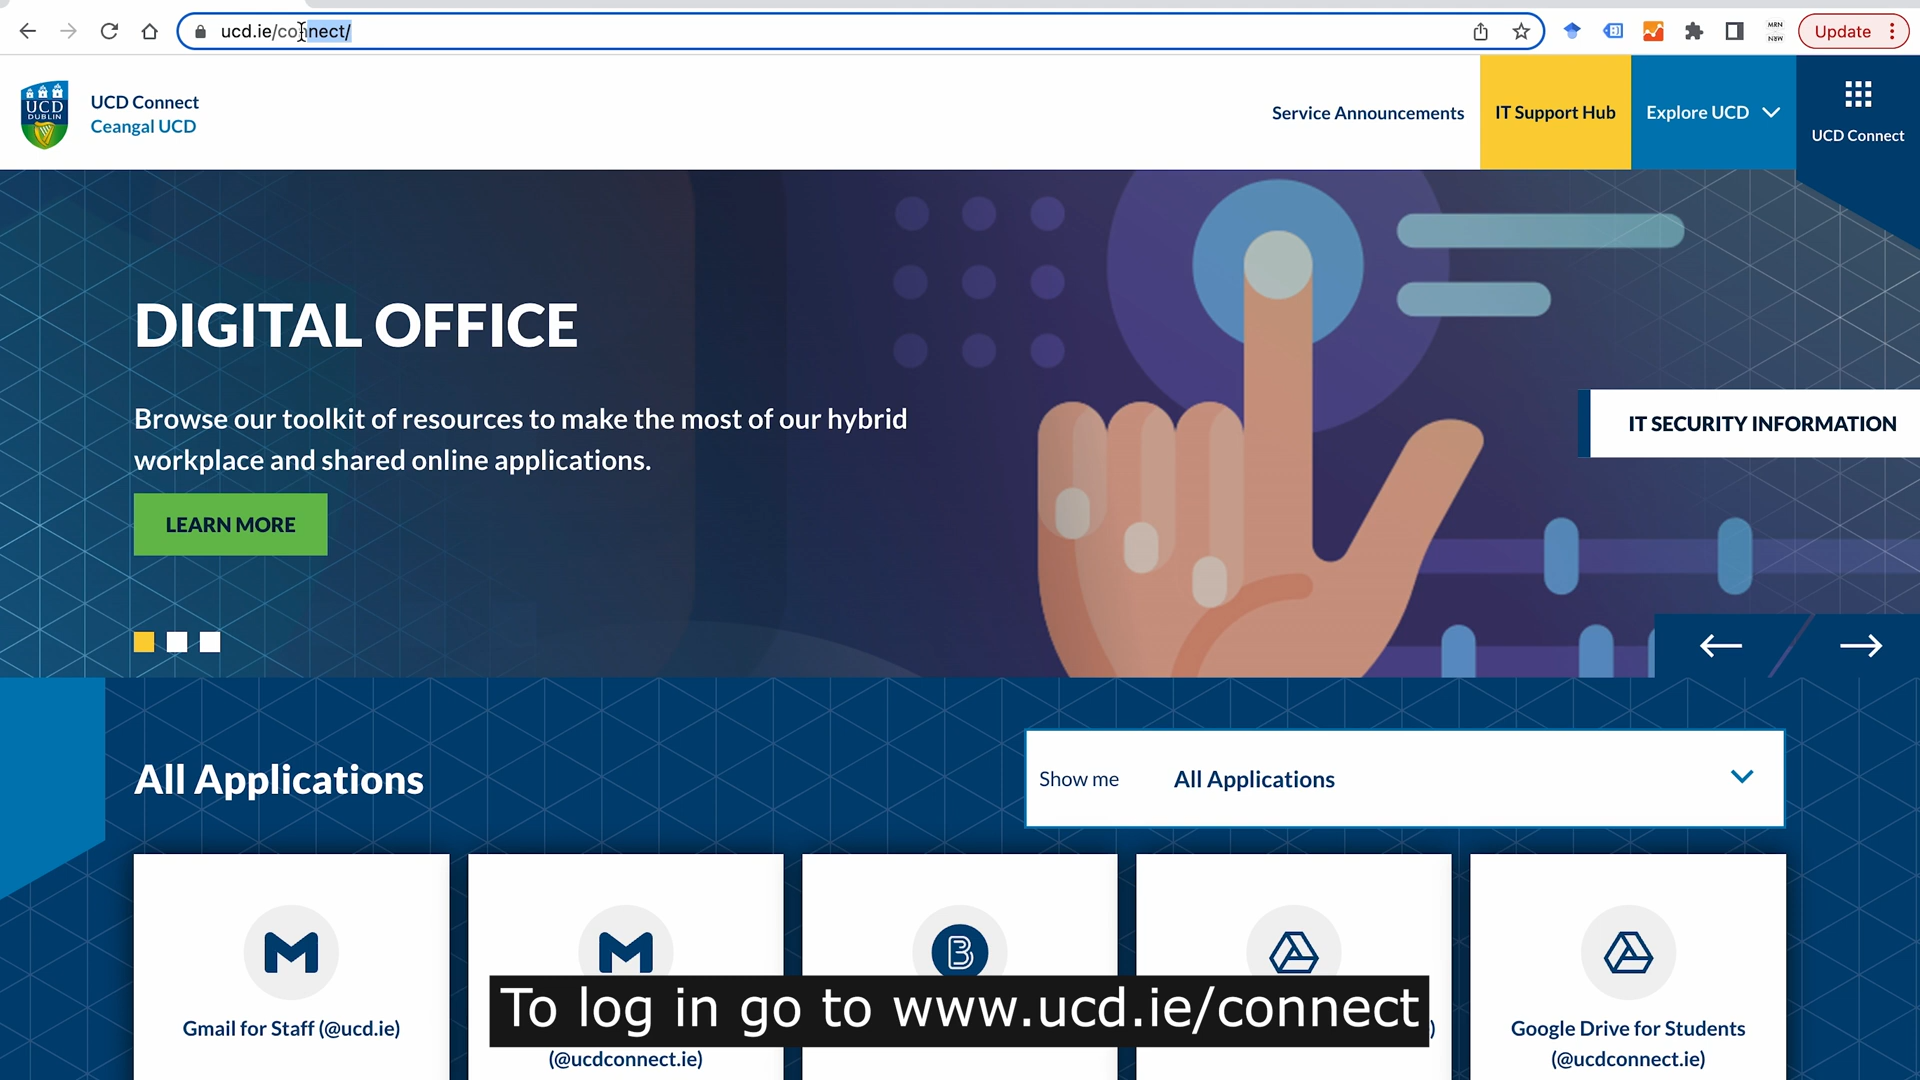 ucd.ie/connect/
Update
UCD
DUBLIN
UCD Connect
Ceangal UCD
Service Announcements
IT Support Hub
Explore UCD
UCD Connect
DIGITAL OFFICE
Browse our toolkit of resources to make the most of our hybrid
workplace and shared online applications.
LEARN MORE
IT SECURITY INFORMATION
All Applications
Show me
All Applications
Gmail for Staff (@ucd.ie)
(@ucdconnect.ie)
Google Drive for Students
(@ucdconnect.ie)
To log in go to www.ucd.ie/connect